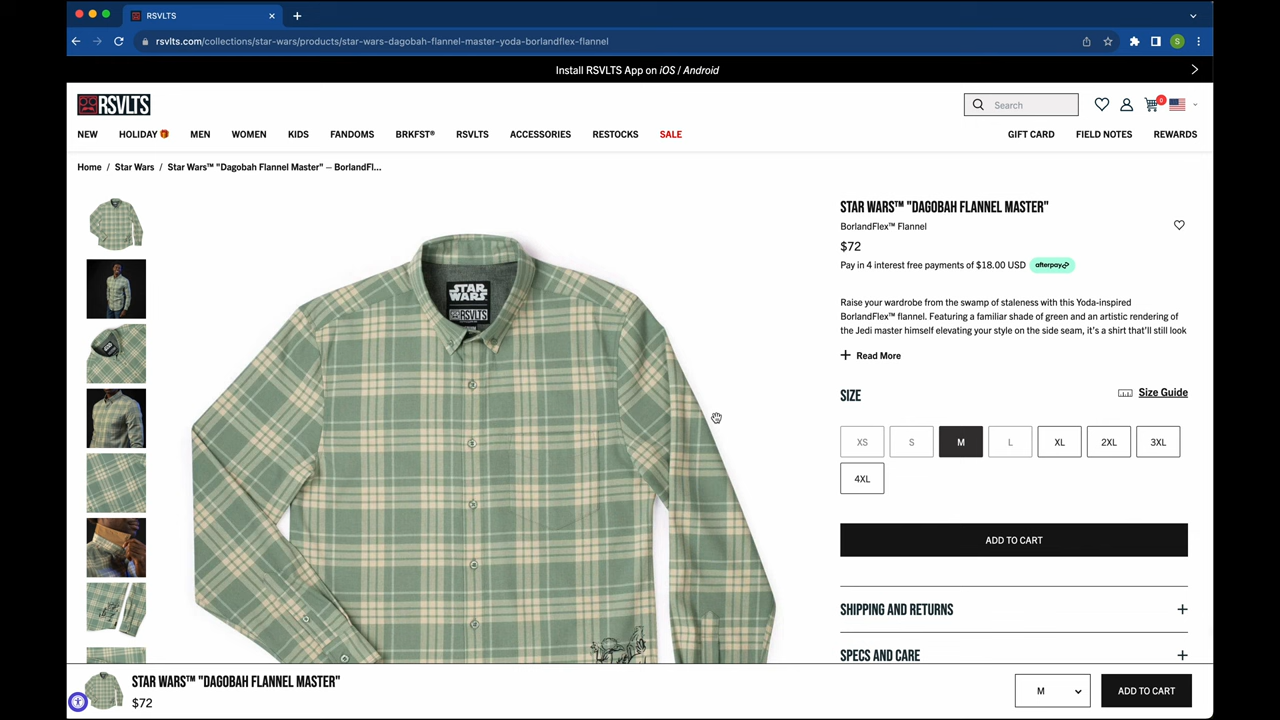 RSVLTS
rsvlts.com/collections/star-wars/products/star-wars-dagobah-flannel-master-yoda-borlandflex-flannel
S
Install RSVLTS App on iOS / Android
RSVLTS
Search
0
NEW HOLIDAY MEN WOMEN KIDS FANDOMS BRKFST® RSVLTS ACCESSORIES RESTOCKS SALE GIFT CARD FIELD NOTES REWARDS
Home / Star Wars / Star Wars™ "Dagobah Flannel Master" – BorlandFl...
STAR WARS™ "DAGOBAH FLANNEL MASTER"
BorlandFlex™ Flannel
$72
Pay in 4 interest free payments of $18.00 USD afterpay
Raise your wardrobe from the swamp of staleness with this Yoda-inspired
BorlandFlex™ flannel. Featuring a familiar shade of green and an artistic rendering of
the Jedi master himself elevating your style on the side seam, it's a shirt that'll still look
+ Read More
STAR WARS
RSVLTS
SIZE
Size Guide
XS S M L XL 2XL 3XL
4XL
ADD TO CART
SHIPPING AND RETURNS +
SPECS AND CARE +
STAR WARS™ "DAGOBAH FLANNEL MASTER"
$72
M
ADD TO CART